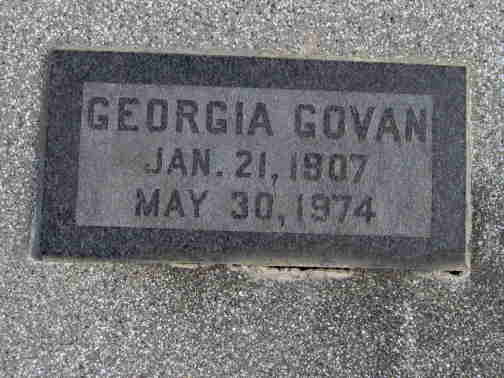 GEORGIA GOVAN
JAN. 21, 1907
MAY 30, 1974